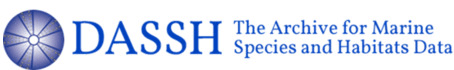 DASSH
The Archive for Marine
Species and Habitats Data